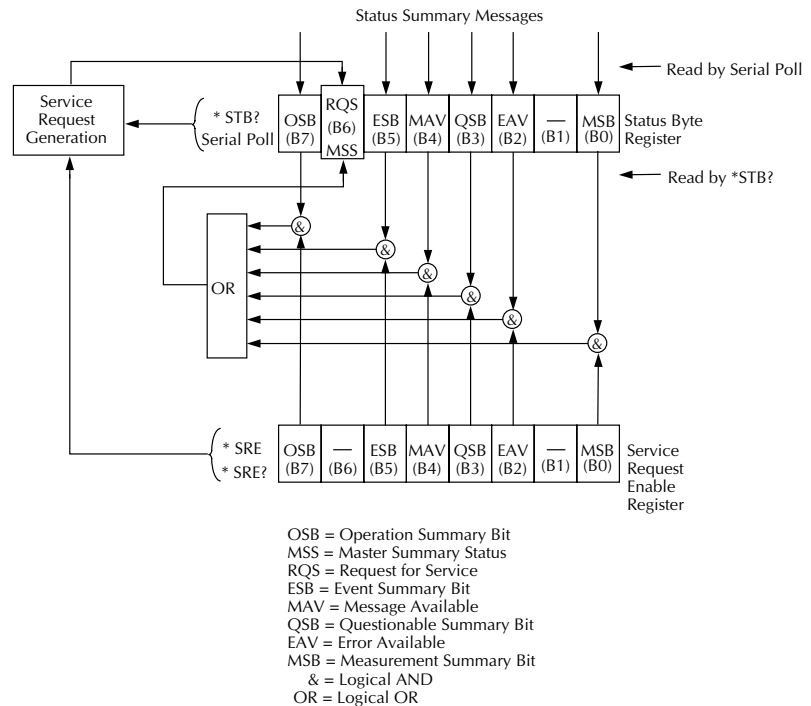 Status Summary Messages
Read by Serial Poll
Service
Request
Generation
* STB?
Serial Poll
OSB
(B7)
RQS
(B6)
MSS
ESB
(B5)
MAV
(B4)
QSB
(B3)
EAV
(B2)
—
(B1)
MSB
(B0)
Status Byte
Register
Read by *STB?
&
&
OR
&
&
&
&
* SRE
* SRE?
OSB
(B7)
—
(B6)
ESB
(B5)
MAV
(B4)
QSB
(B3)
EAV
(B2)
—
(B1)
MSB
(B0)
Service
Request
Enable
Register
OSB = Operation Summary Bit
MSS = Master Summary Status
RQS = Request for Service
ESB = Event Summary Bit
MAV = Message Available
QSB = Questionable Summary Bit
EAV = Error Available
MSB = Measurement Summary Bit
& = Logical AND
OR = Logical OR